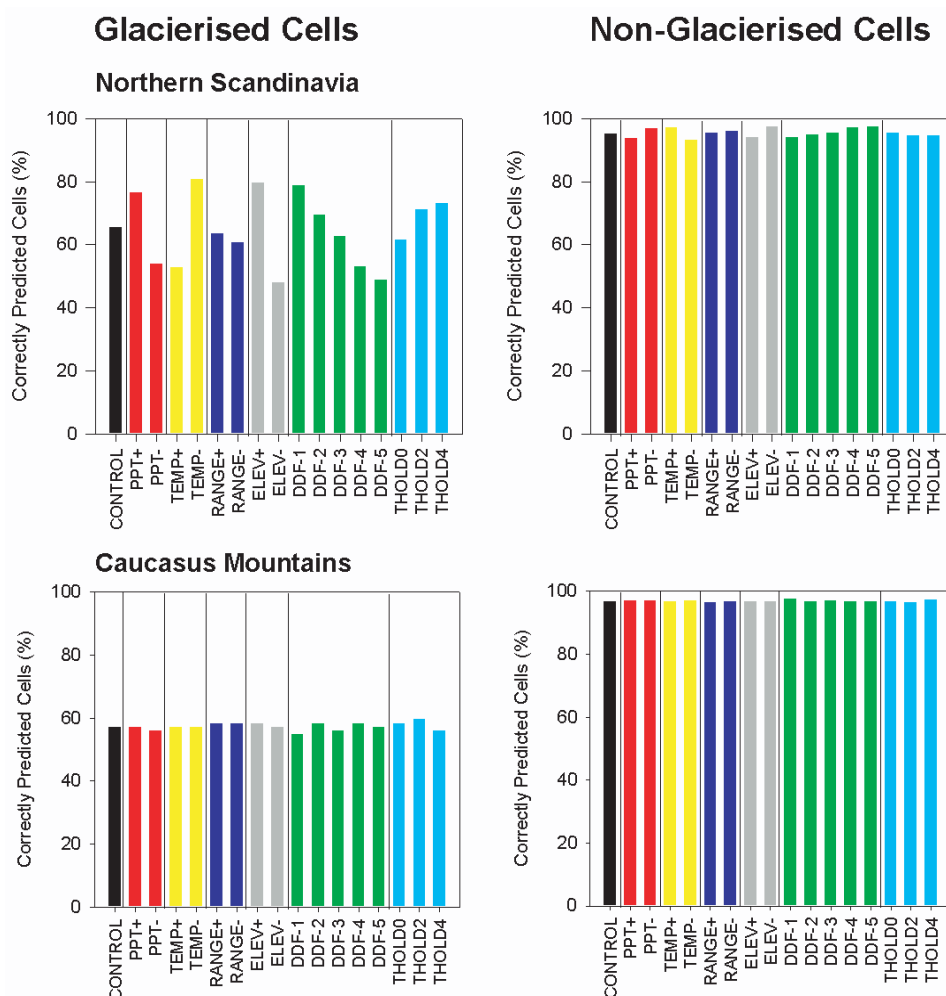 Glacierised Cells
Non-Glacierised Cells
Northern Scandinavia
Correctly Predicted Cells (%)
100
80
60
40
20
0
CONTROL
PPT+
PPT-
TEMP+
TEMP-
RANGE+
RANGE-
ELEV+
ELEV-
DDF-1
DDF-2
DDF-3
DDF-4
DDF-5
THOLD0
THOLD2
THOLD4
Correctly Predicted Cells (%)
100
80
60
40
20
0
CONTROL
PPT+
PPT-
TEMP+
TEMP-
RANGE+
RANGE-
ELEV+
ELEV-
DDF-1
DDF-2
DDF-3
DDF-4
DDF-5
THOLD0
THOLD2
THOLD4
Caucasus Mountains
Correctly Predicted Cells (%)
100
80
60
40
20
0
CONTROL
PPT+
PPT-
TEMP+
TEMP-
RANGE+
RANGE-
ELEV+
ELEV-
DDF-1
DDF-2
DDF-3
DDF-4
DDF-5
THOLD0
THOLD2
THOLD4
Correctly Predicted Cells (%)
100
80
60
40
20
0
CONTROL
PPT+
PPT-
TEMP+
TEMP-
RANGE+
RANGE-
ELEV+
ELEV-
DDF-1
DDF-2
DDF-3
DDF-4
DDF-5
THOLD0
THOLD2
THOLD4